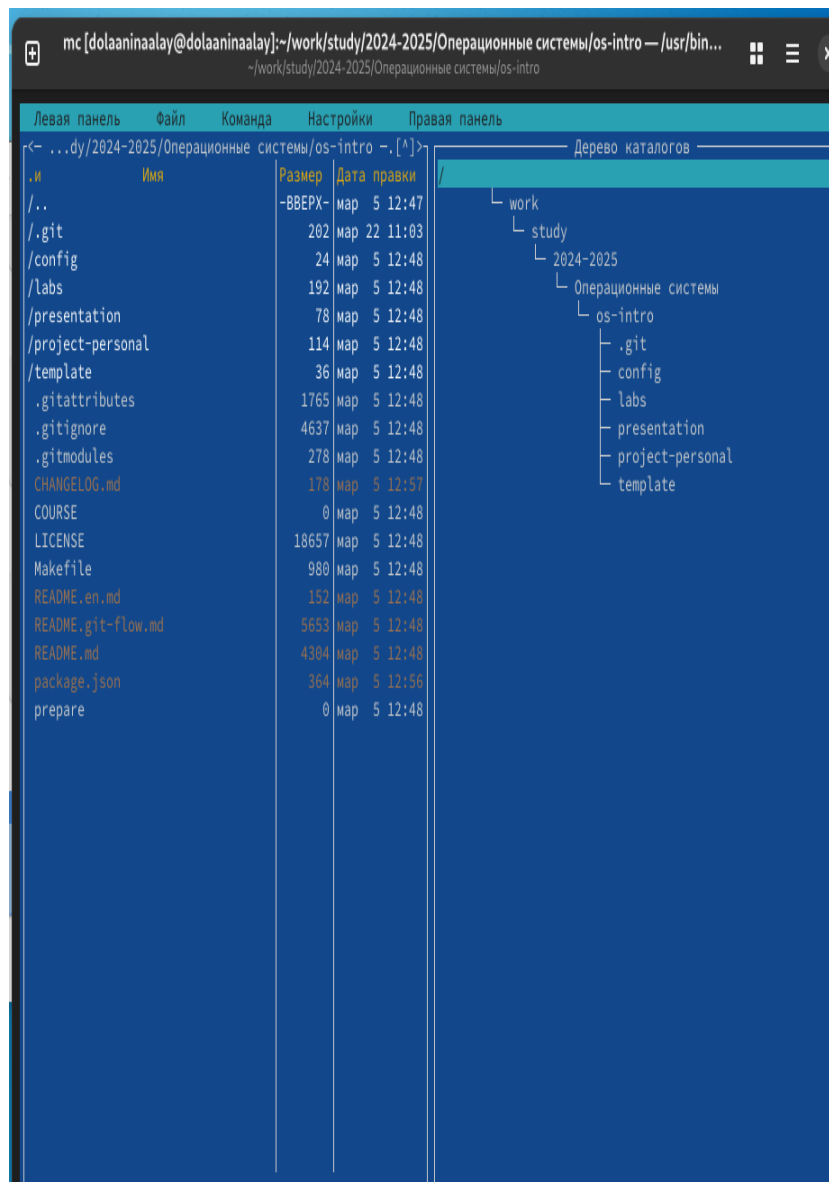 mc [dolaaninaalay@dolaaninaalay]:~/work/study/2024-2025/Операционные системы/os-intro — /usr/bin...
~/work/study/2024-2025/Операционные системы/os-intro
Левая панель Файл Команда Настройки Правая панель
<— ...dy/2024-2025/Операционные системы/os-intro —.[^]>
.и Имя Размер Дата правки
/.. -ВВЕРХ- мар 5 12:47
/.git 202 мар 22 11:03
/config 24 мар 5 12:48
/labs 192 мар 5 12:48
/presentation 78 мар 5 12:48
/project-personal 114 мар 5 12:48
/template 36 мар 5 12:48
.gitattributes 1765 мар 5 12:48
.gitignore 4637 мар 5 12:48
.gitmodules 278 мар 5 12:48
CHANGELOG.md 178 мар 5 12:57
COURSE 0 мар 5 12:48
LICENSE 18657 мар 5 12:48
Makefile 980 мар 5 12:48
README.en.md 152 мар 5 12:48
README.git-flow.md 5653 мар 5 12:48
README.md 4304 мар 5 12:48
package.json 364 мар 5 12:56
prepare 0 мар 5 12:48
Дерево каталогов
/
work
study
2024-2025
Операционные системы
os-intro
.git
config
labs
presentation
project-personal
template